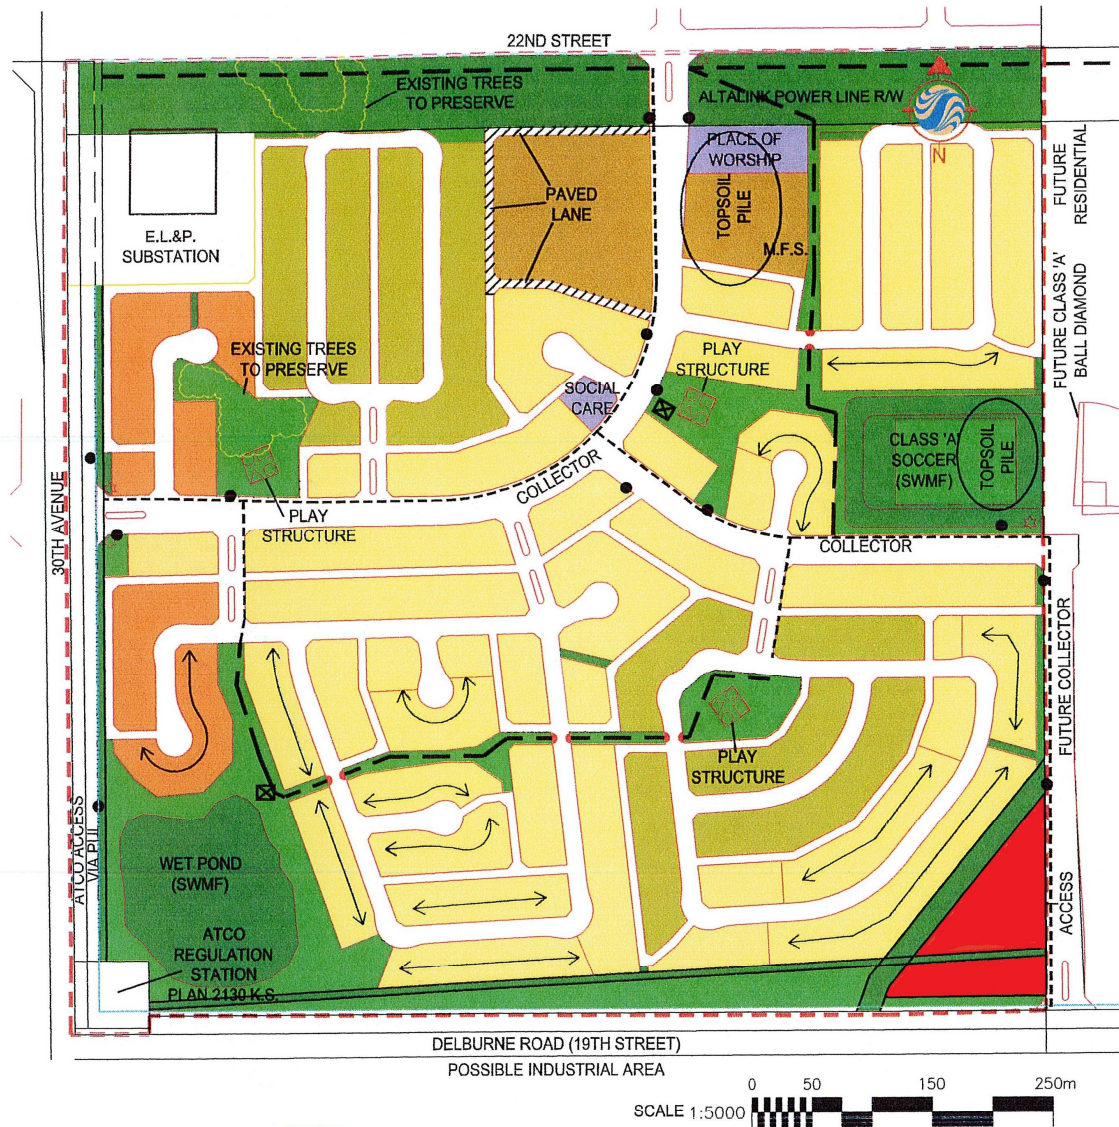 22ND STREET
EXISTING TREES
TO PRESERVE
ALTALINK POWER LINE R/W
N
PLACE OF
WORSHIP
TOPSOIL
PILE
M.F.S.
PAVED
LANE
E.L.&P.
SUBSTATION
FUTURE
RESIDENTIAL
FUTURE CLASS 'A'
BALL DIAMOND
EXISTING TREES
TO PRESERVE
PLAY
STRUCTURE
SOCIAL
CARE
CLASS 'A'
SOCCER
(SWMF)
TOPSOIL
PILE
COLLECTOR
PLAY
STRUCTURE
COLLECTOR
30TH AVENUE
FUTURE COLLECTOR
PLAY
STRUCTURE
ATCO ACCESS
VIA PUL
WET POND
(SWMF)
ACCESS
ATCO
REGULATION
STATION
PLAN 2130 K.S.
DELBURNE ROAD (19TH STREET)
POSSIBLE INDUSTRIAL AREA
0 50 150 250m
SCALE 1:5000